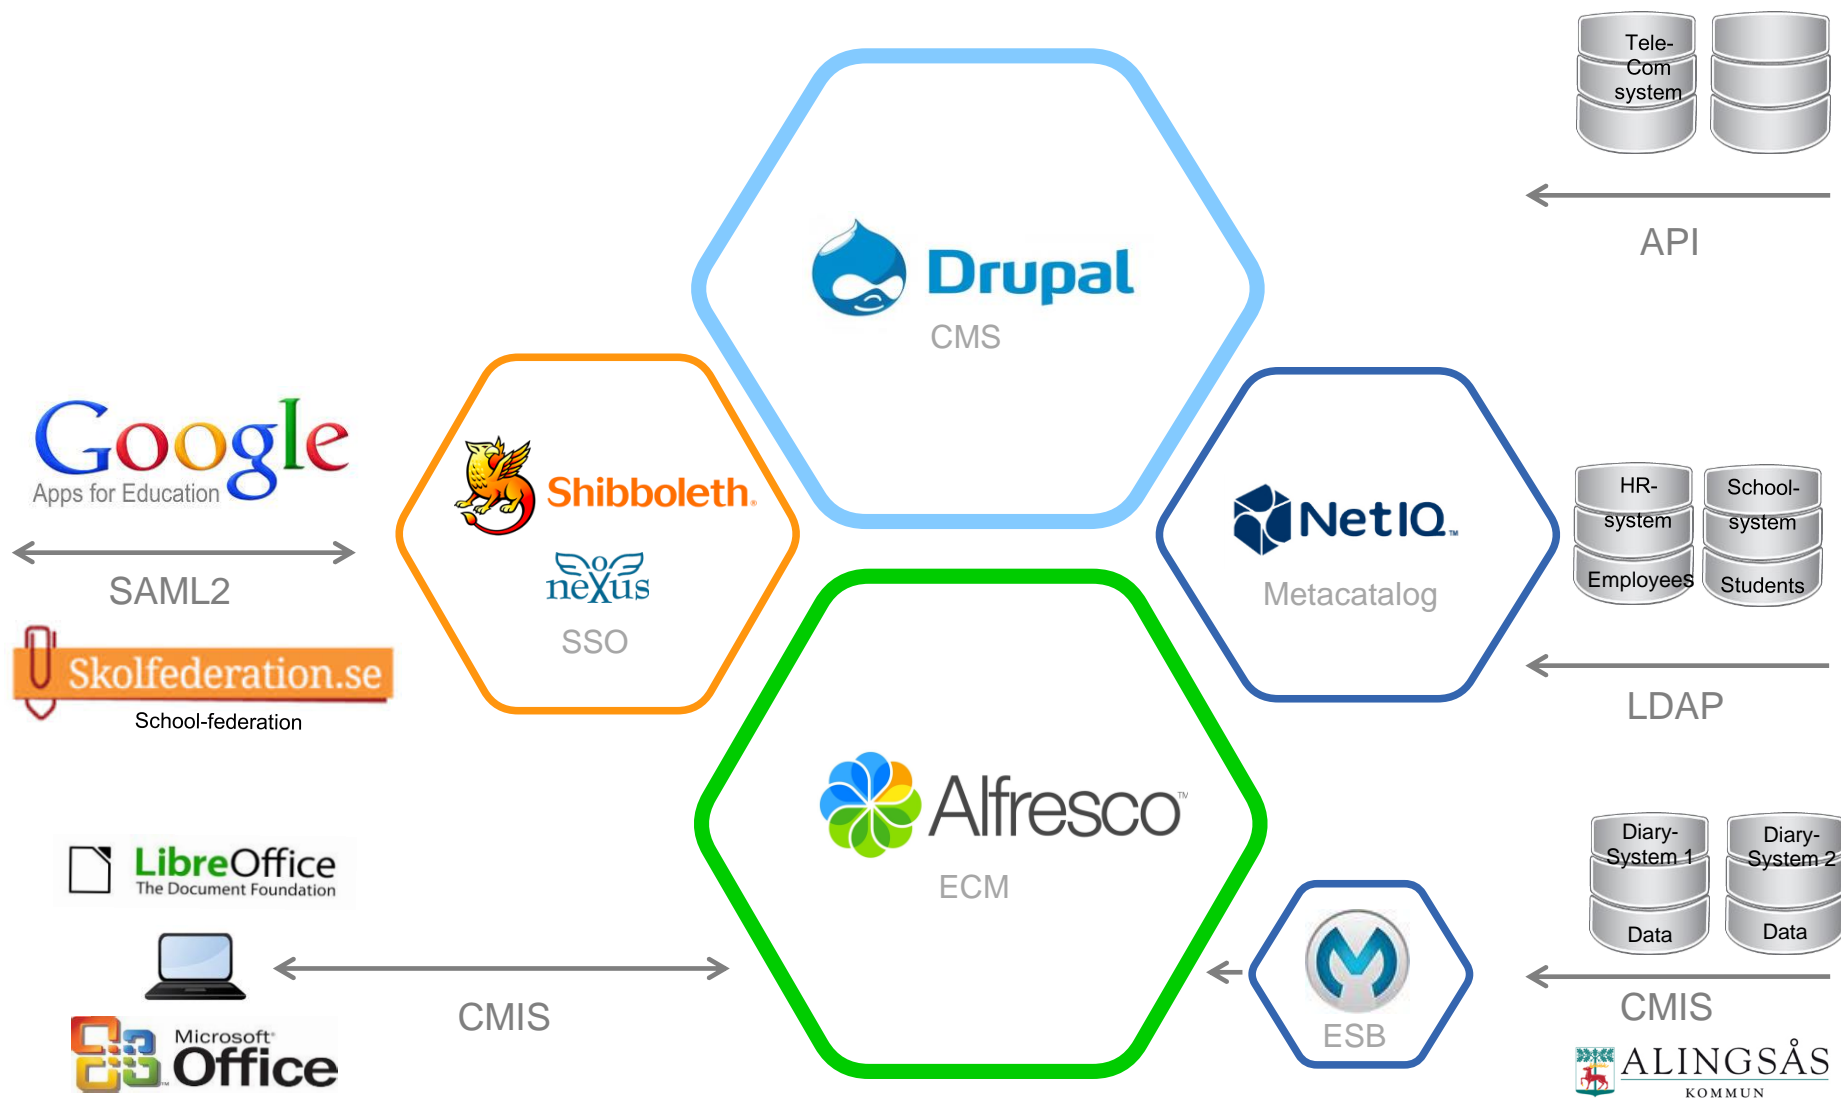 Tele-
Com
system
API
Drupal
CMS
Google
Apps for Education
SAML2
Skolfederation.se
School-federation
Shibboleth®
neXus
SSO
NetIQ™
Metacatalog
HR-
system
Employees
School-
system
Students
LDAP
Alfresco™
ECM
LibreOffice
The Document Foundation
Microsoft®
Office
CMIS
ESB
Diary-
System 1
Data
Diary-
System 2
Data
CMIS
ALINGSÅS
KOMMUN